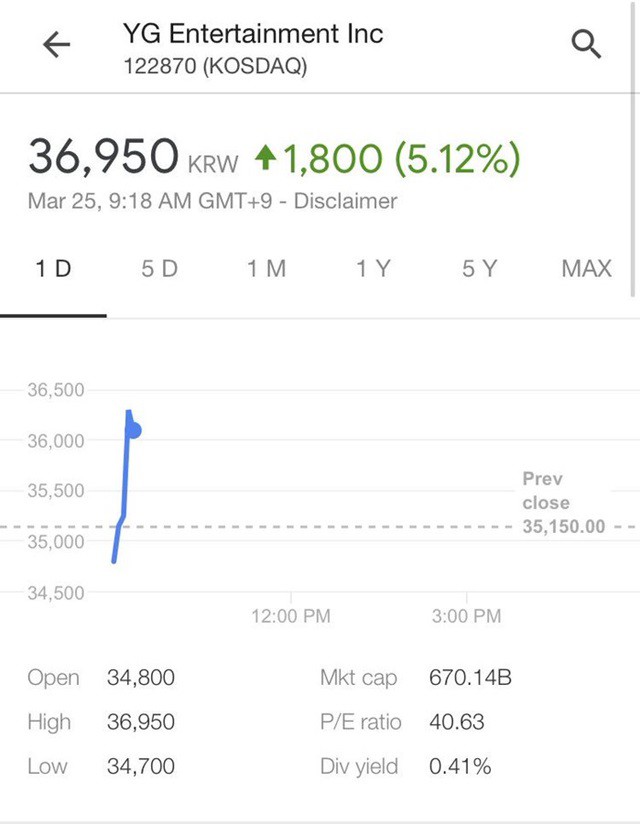 YG Entertainment Inc
122870 (KOSDAQ)
36,950 KRW 1,800 (5.12%)
Mar 25, 9:18 AM GMT+9 - Disclaimer
1 D 5 D 1 M 1 Y 5 Y MAX
36,500
36,000
35,500
35,000
34,500
Prev
close
35,150.00
12:00 PM 3:00 PM
Open 34,800 Mkt cap 670.14B
High 36,950 P/E ratio 40.63
Low 34,700 Div yield 0.41%